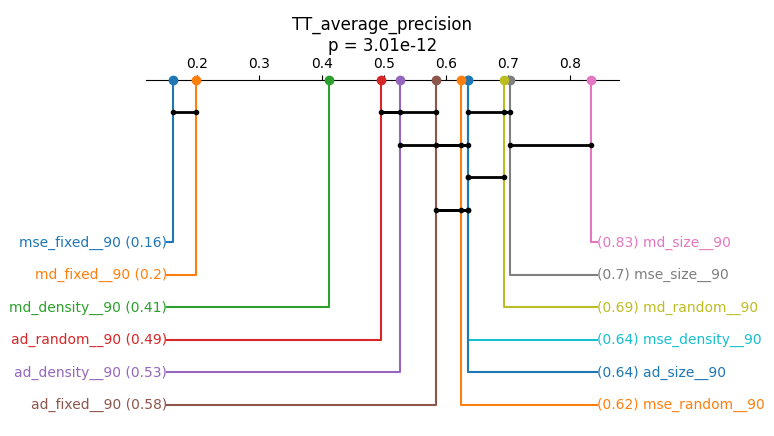 TT_average_precision
p = 3.01e-12
0.2 0.3 0.4 0.5 0.6 0.7 0.8
mse_fixed__90 (0.16)
(0.83) md_size__90
md_fixed__90 (0.2)
(0.7) mse_size__90
md_density__90 (0.41)
(0.69) md_random__90
ad_random__90 (0.49)
(0.64) mse_density__90
ad_density__90 (0.53)
(0.64) ad_size__90
ad_fixed__90 (0.58)
(0.62) mse_random__90